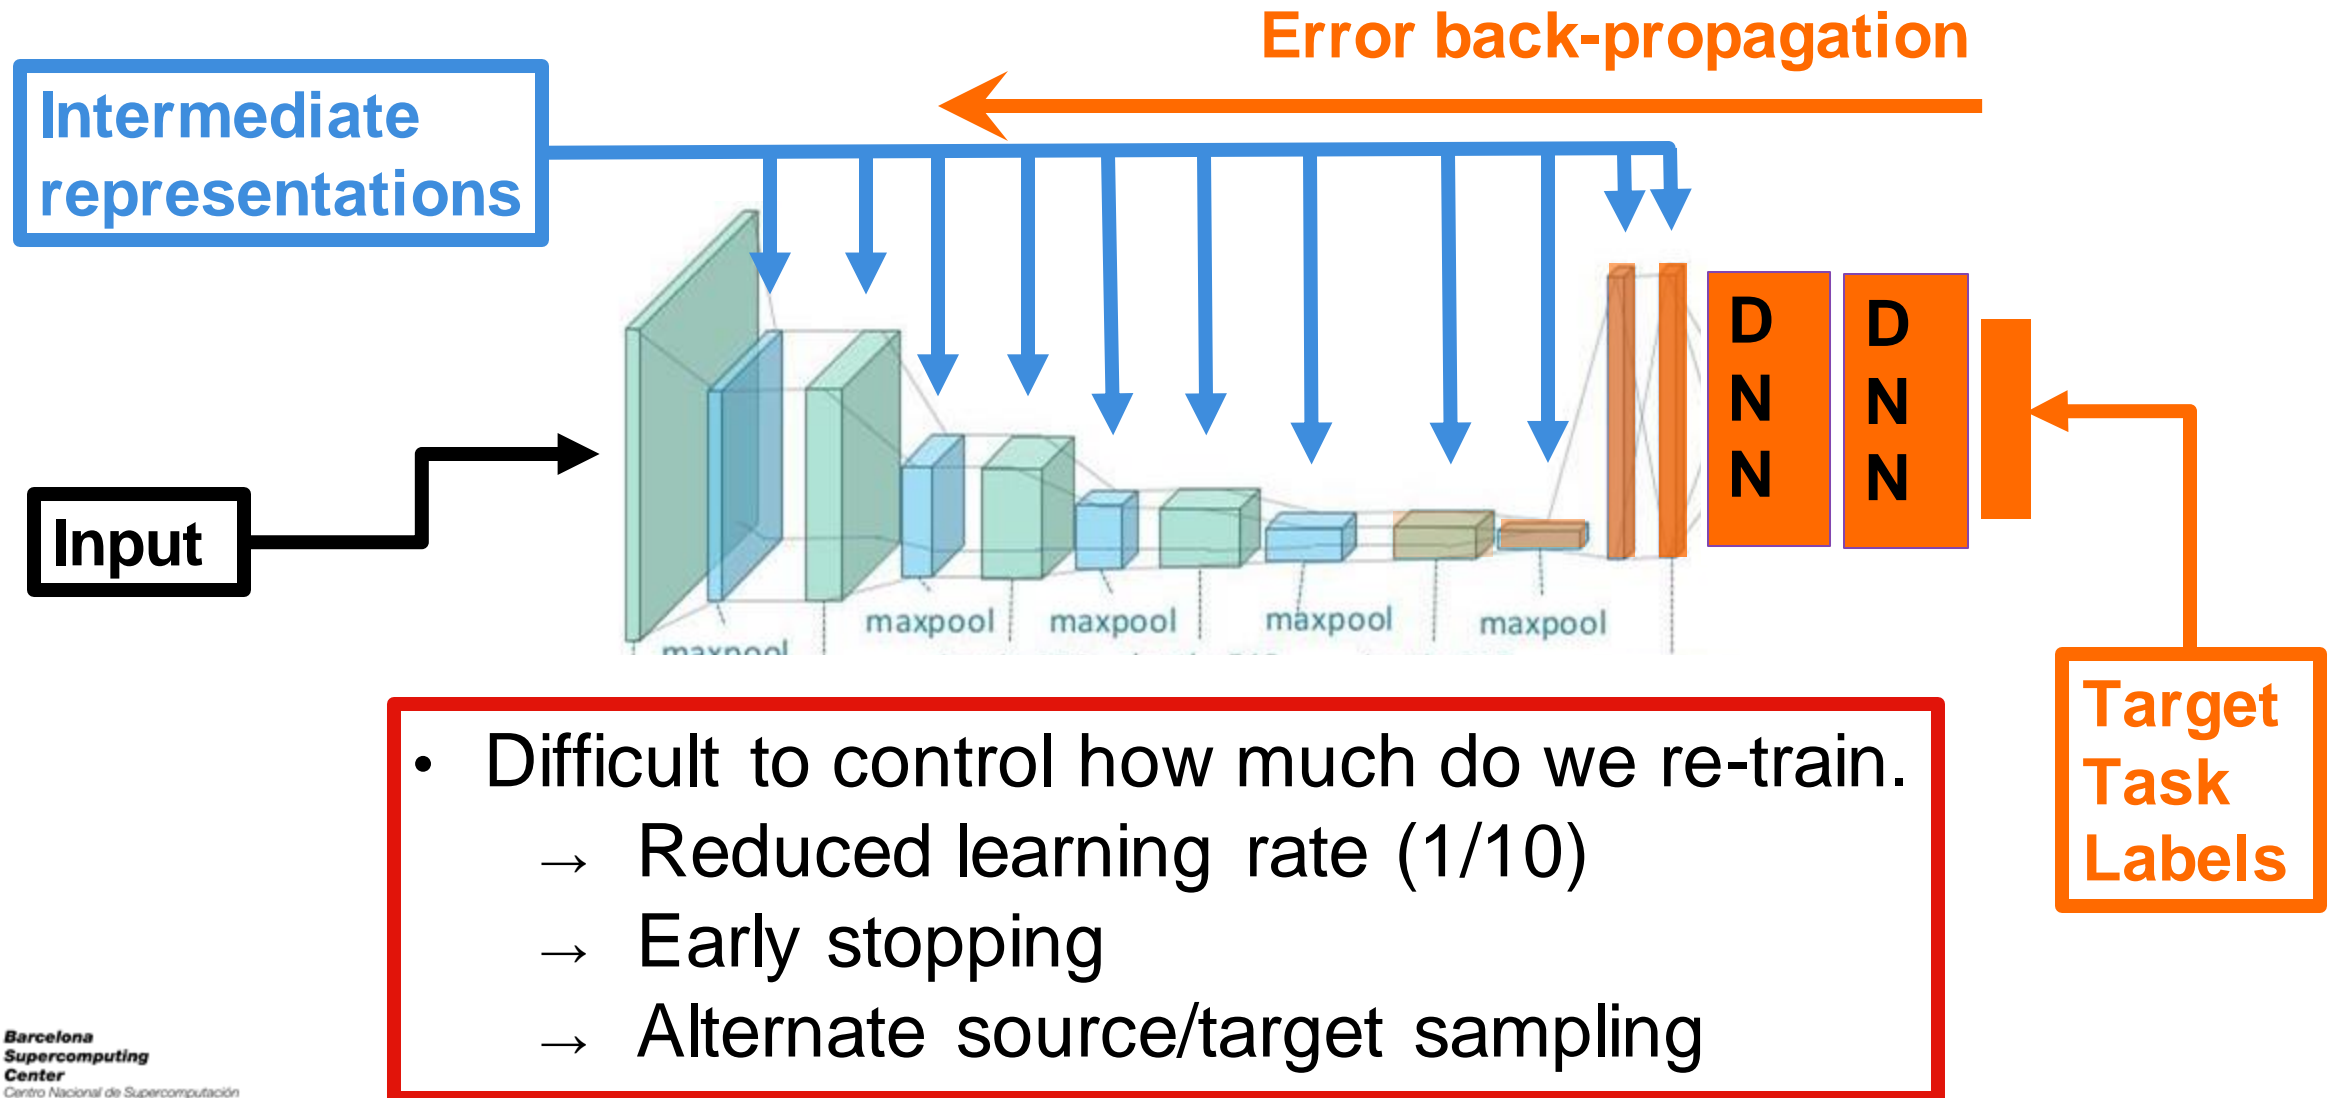 Error back-propagation
Intermediate
representations
Input
D
N
N
D
N
N
maxpool
maxpool
maxpool
maxpool
maxpool
Target
Task
Labels
• Difficult to control how much do we re-train.
→ Reduced learning rate (1/10)
→ Early stopping
→ Alternate source/target sampling
Barcelona
Supercomputing
Center
Centro Nacional de Supercomputación